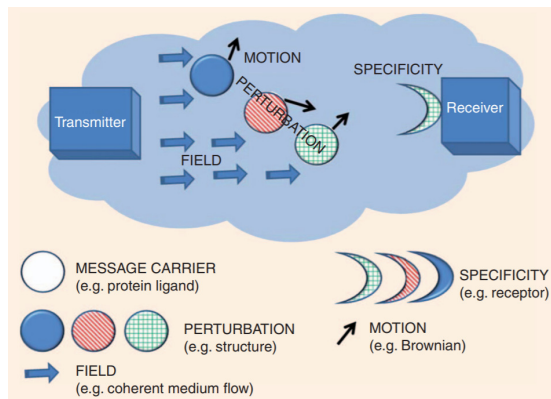 MOTION
SPECIFICITY
PERTURBATION
Transmitter
Receiver
FIELD
MESSAGE CARRIER
(e.g. protein ligand)
SPECIFICITY
(e.g. receptor)
PERTURBATION
(e.g. structure)
MOTION
(e.g. Brownian)
FIELD
(e.g. coherent medium flow)